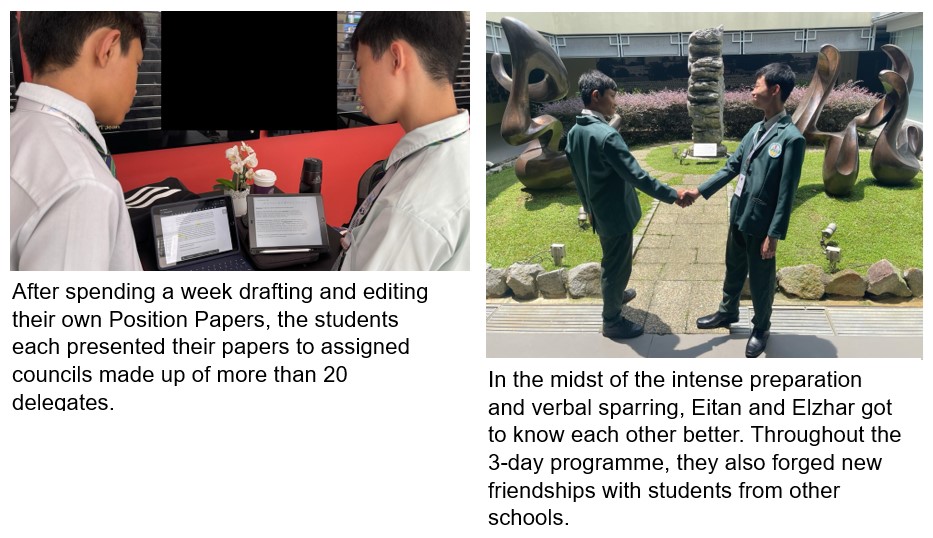 After spending a week drafting and editing
their own Position Papers, the students
each presented their papers to assigned
councils made up of more than 20
delegates.
In the midst of the intense preparation
and verbal sparring, Eitan and Elzhar got
to know each other better. Throughout the
3-day programme, they also forged new
friendships with students from other
schools.